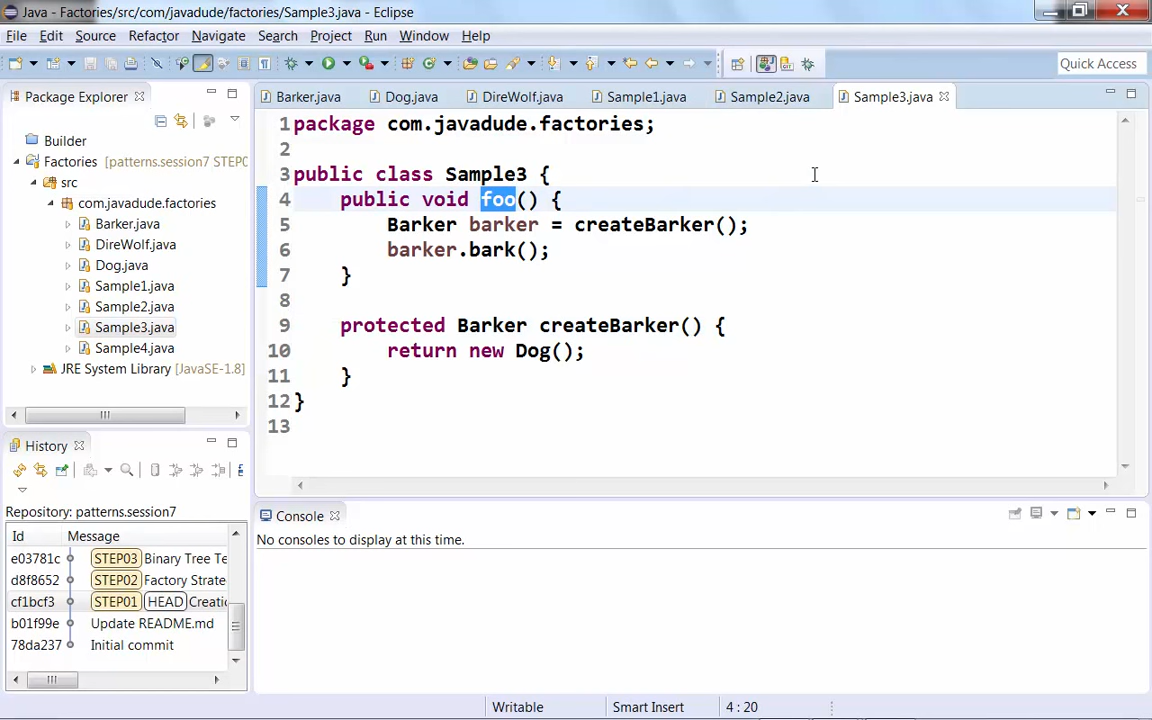 Java - Factories/src/com/javadude/factories/Sample3.java - Eclipse
File Edit Source Refactor Navigate Search Project Run Window Help
Quick Access
Package Explorer
Builder
Factories [patterns.session7 STEP0
src
com.javadude.factories
Barker.java
DireWolf.java
Dog.java
Sample1.java
Sample2.java
Sample3.java
Sample4.java
JRE System Library [JavaSE-1.8]
History
Repository: patterns.session7
Id Message
e03781c STEP03 Binary Tree Te
d8f8652 STEP02 Factory Strate
cf1bcf3 STEP01 HEAD Creatio
b01f99e Update README.md
78da237 Initial commit
Barker.java Dog.java DireWolf.java Sample1.java Sample2.java Sample3.java
1 package com.javadude.factories;
2
3 public class Sample3 {
4 public void foo() {
5 Barker barker = createBarker();
6 barker.bark();
7 }
8
9 protected Barker createBarker() {
10 return new Dog();
11 }
12 }
13
Console
No consoles to display at this time.
Writable Smart Insert 4 : 20